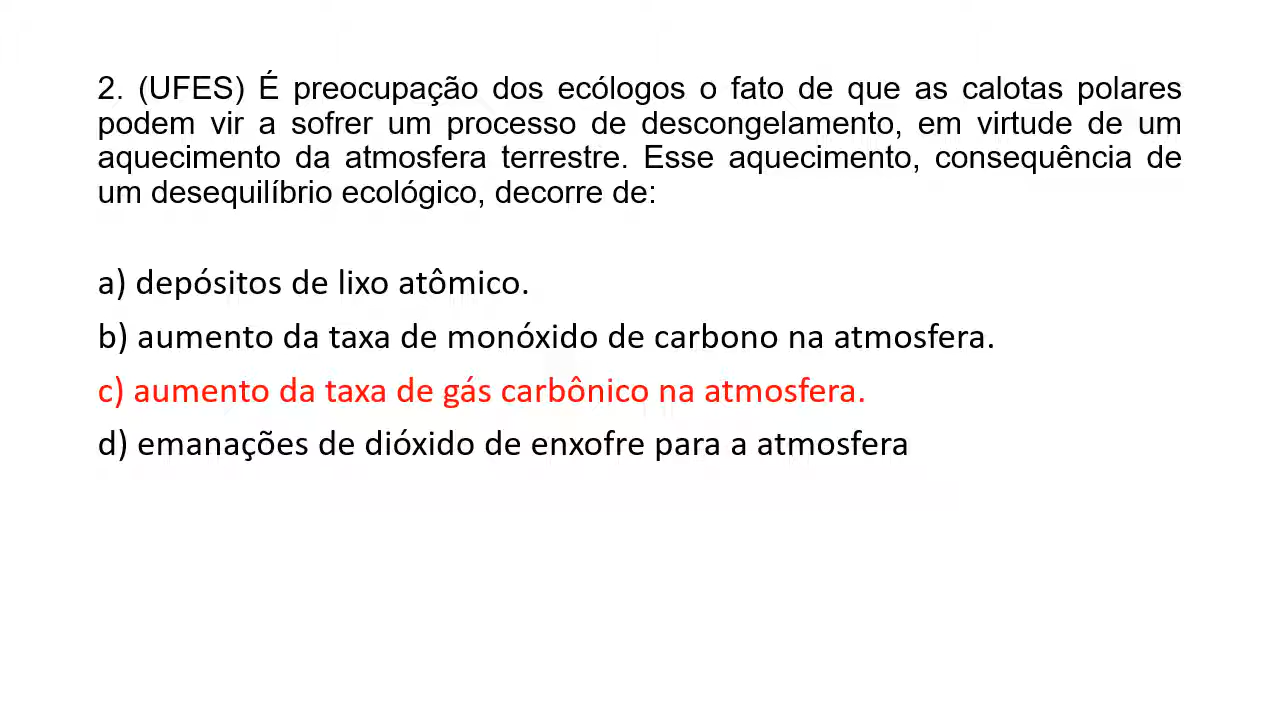 2. (UFES) É preocupação dos ecólogos o fato de que as calotas polares
podem vir a sofrer um processo de descongelamento, em virtude de um
aquecimento da atmosfera terrestre. Esse aquecimento, consequência de
um desequilíbrio ecológico, decorre de:
a) depósitos de lixo atômico.
b) aumento da taxa de monóxido de carbono na atmosfera.
c) aumento da taxa de gás carbônico na atmosfera.
d) emanações de dióxido de enxofre para a atmosfera